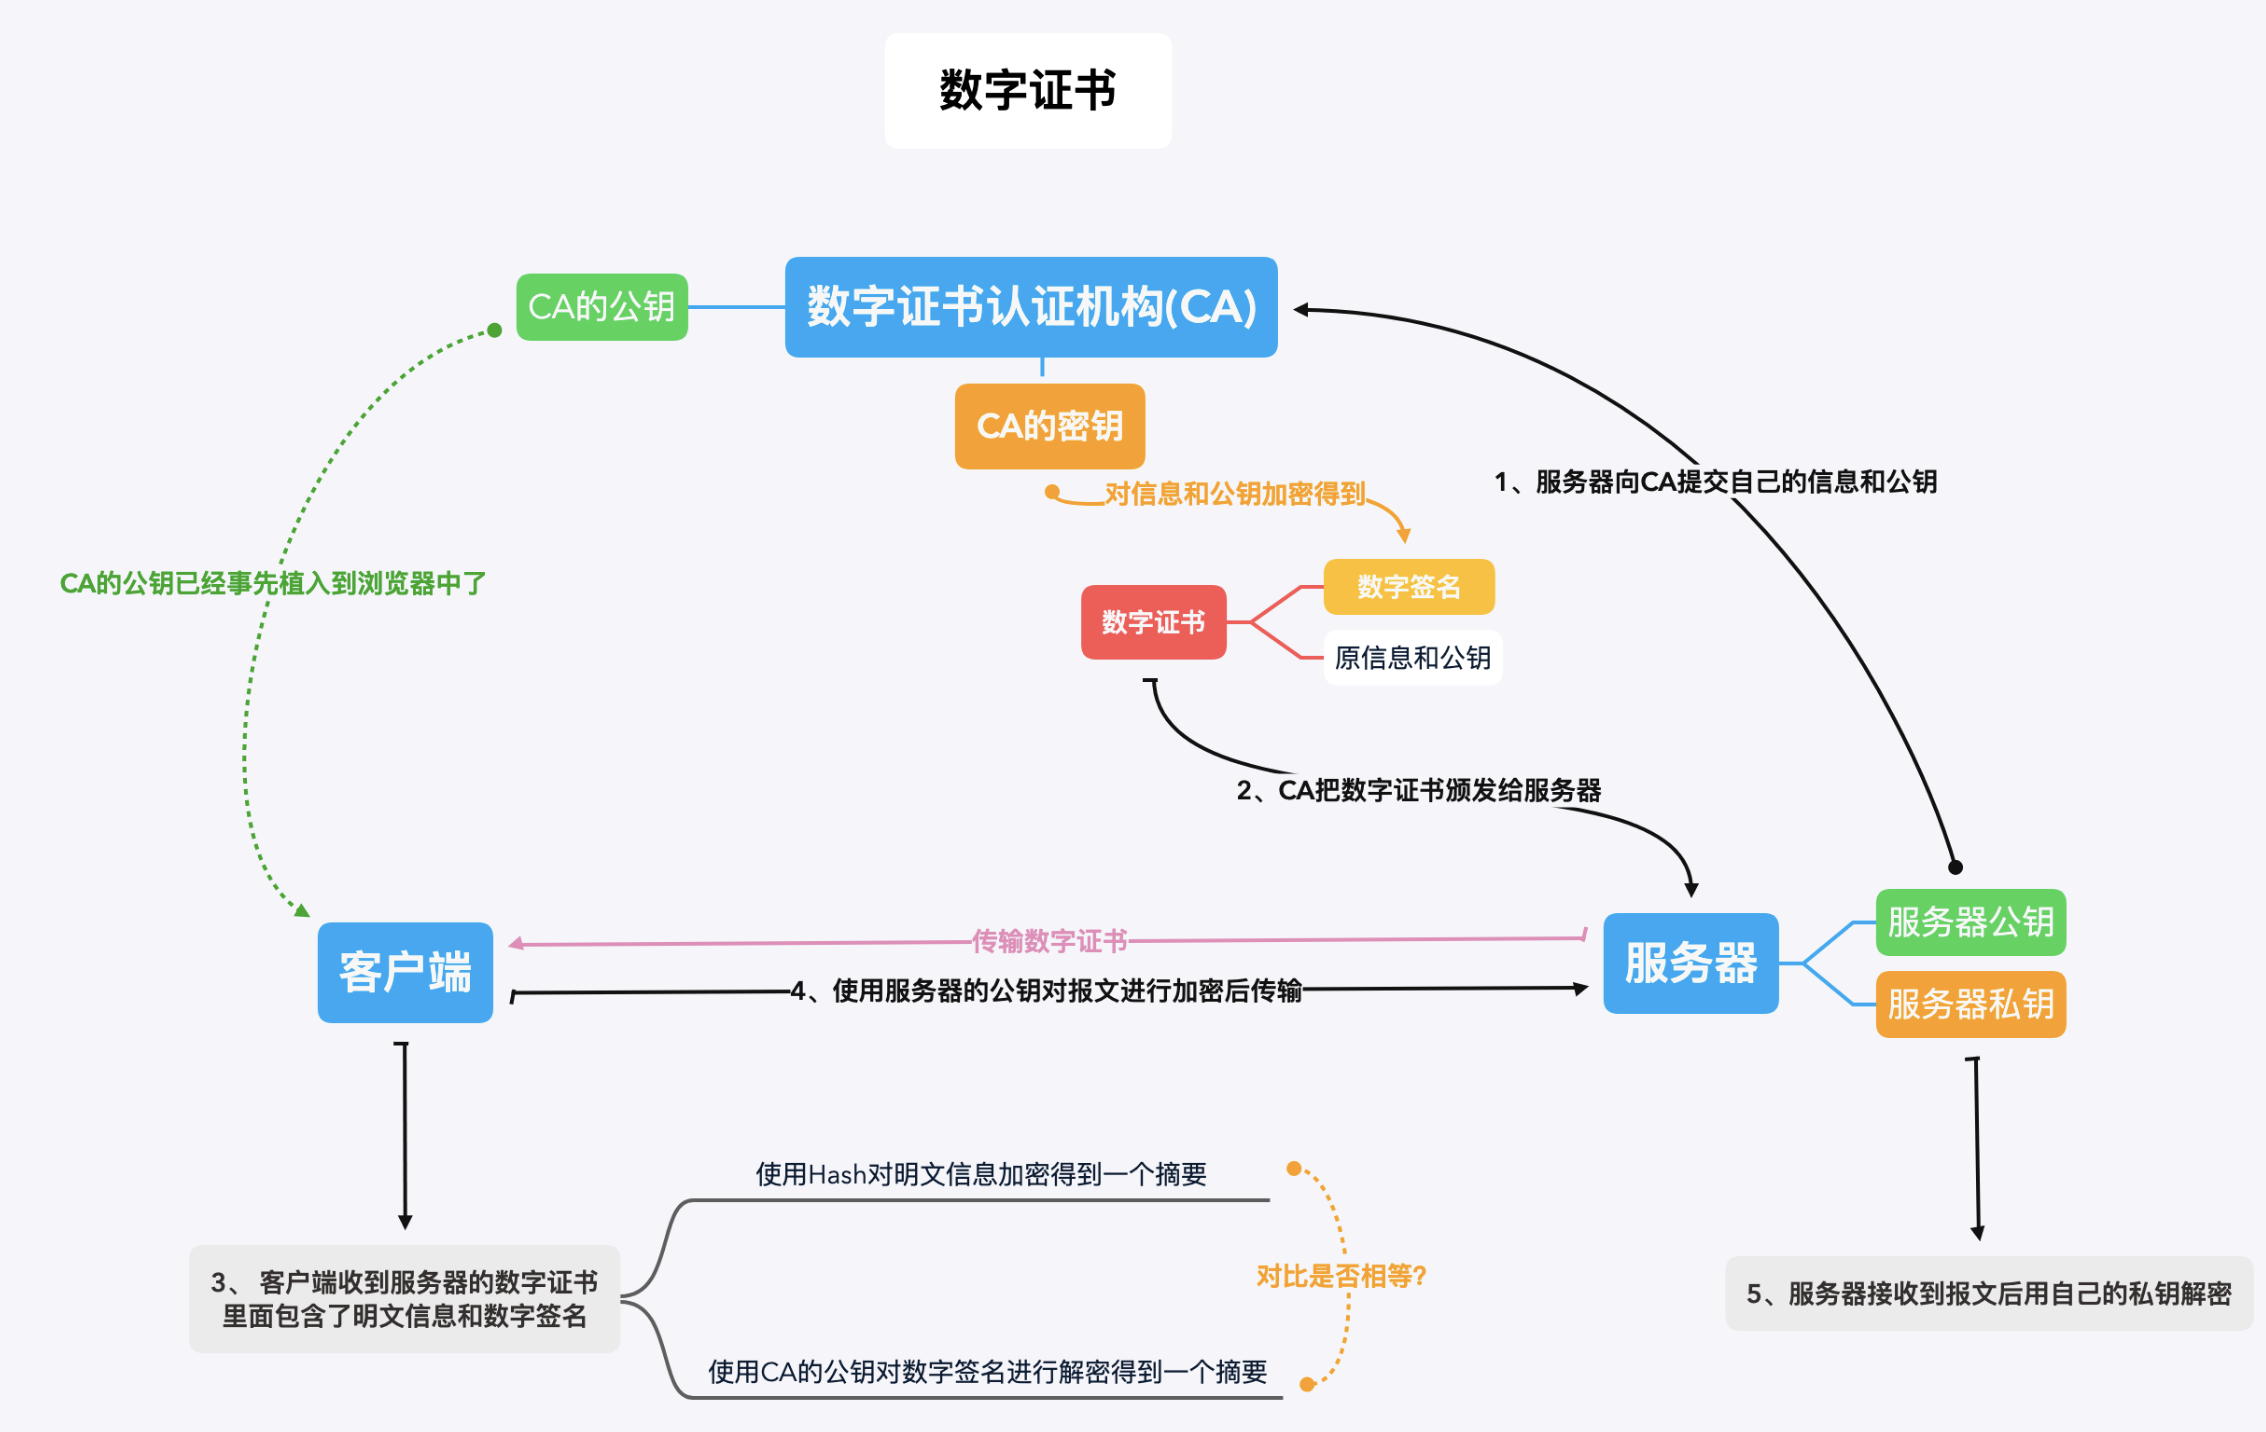 数字证书
CA的公钥
数字证书认证机构(CA)
CA的密钥
对信息和公钥加密得到
1、服务器向CA提交自己的信息和公钥
CA的公钥已经事先植入到浏览器中了
数字证书
数字签名
原信息和公钥
2、CA把数字证书颁发给服务器
客户端
传输数字证书
4、使用服务器的公钥对报文进行加密后传输
服务器
服务器公钥
服务器私钥
使用Hash对明文信息加密得到一个摘要
对比是否相等?
3、 客户端收到服务器的数字证书
里面包含了明文信息和数字签名
使用CA的公钥对数字签名进行解密得到一个摘要
5、服务器接收到报文后用自己的私钥解密